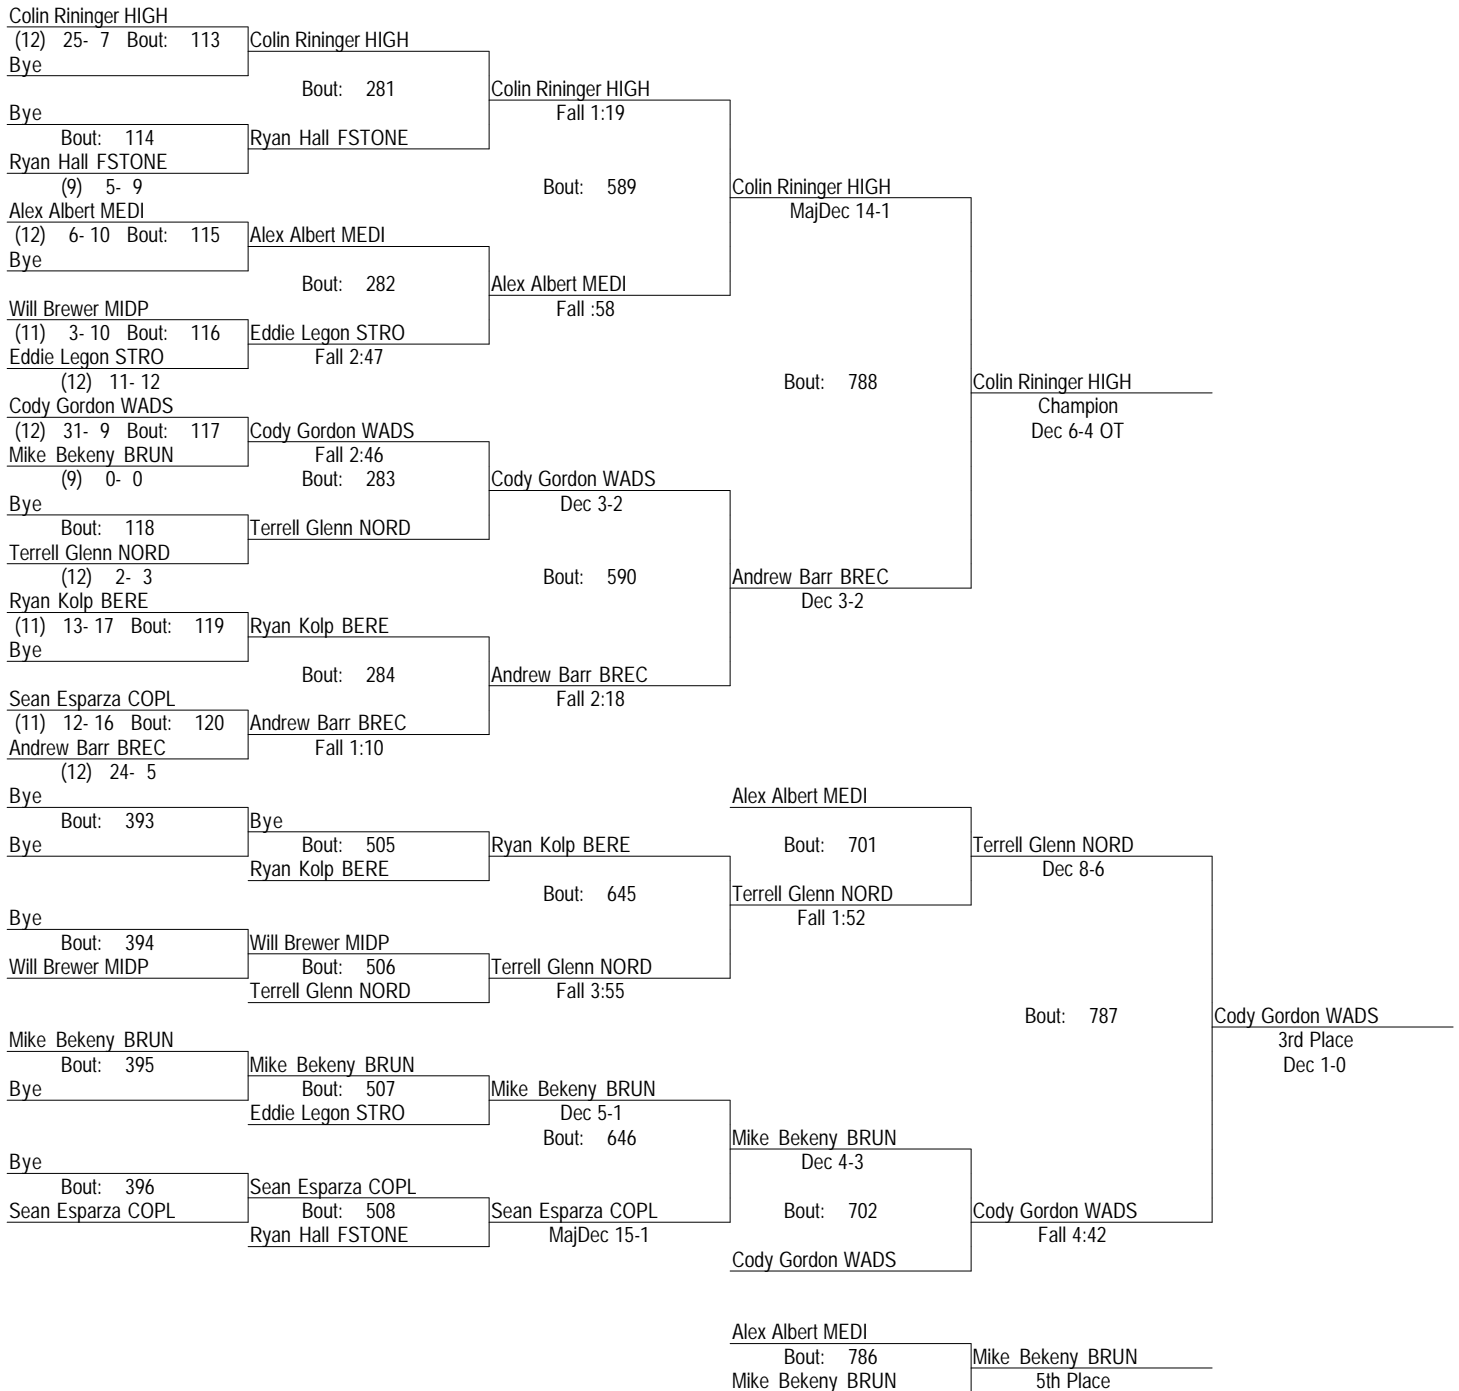 Colin Rininger HIGH
(12) 25- 7 Bout: 113 Colin Rininger HIGH
Bye
Bout: 281 Colin Rininger HIGH
Bye Fall 1:19
Bout: 114 Ryan Hall FSTONE
Ryan Hall FSTONE
(9) 5- 9 Bout: 589 Colin Rininger HIGH
Alex Albert MEDI MajDec 14-1
(12) 6- 10 Bout: 115 Alex Albert MEDI
Bye
Bout: 282 Alex Albert MEDI
Will Brewer MIDP Fall :58
(11) 3- 10 Bout: 116 Eddie Legon STRO
Eddie Legon STRO Fall 2:47
(12) 11- 12 Bout: 788 Colin Rininger HIGH
Cody Gordon WADS Champion
(12) 31- 9 Bout: 117 Cody Gordon WADS Dec 6-4 OT
Mike Bekeny BRUN Fall 2:46
(9) 0- 0 Bout: 283 Cody Gordon WADS
Bye Dec 3-2
Bout: 118 Terrell Glenn NORD
Terrell Glenn NORD
(12) 2- 3 Bout: 590 Andrew Barr BREC
Ryan Kolp BERE Dec 3-2
(11) 13- 17 Bout: 119 Ryan Kolp BERE
Bye
Bout: 284 Andrew Barr BREC
Sean Esparza COPL Fall 2:18
(11) 12- 16 Bout: 120 Andrew Barr BREC
Andrew Barr BREC Fall 1:10
(12) 24- 5
Bye Alex Albert MEDI
Bout: 393 Bye
Bye Bout: 505 Ryan Kolp BERE Bout: 701 Terrell Glenn NORD
Ryan Kolp BERE Dec 8-6
Bout: 645 Terrell Glenn NORD
Bye Fall 1:52
Bout: 394 Will Brewer MIDP
Will Brewer MIDP Bout: 506 Terrell Glenn NORD
Terrell Glenn NORD Fall 3:55
Bout: 787 Cody Gordon WADS
Mike Bekeny BRUN 3rd Place
Bout: 395 Mike Bekeny BRUN Dec 1-0
Bye Bout: 507 Mike Bekeny BRUN
Eddie Legon STRO Dec 5-1
Bout: 646 Mike Bekeny BRUN
Bye Dec 4-3
Bout: 396 Sean Esparza COPL
Sean Esparza COPL Bout: 508 Sean Esparza COPL Bout: 702 Cody Gordon WADS
Ryan Hall FSTONE MajDec 15-1 Fall 4:42
Cody Gordon WADS
Alex Albert MEDI
Bout: 786 Mike Bekeny BRUN
Mike Bekeny BRUN 5th Place